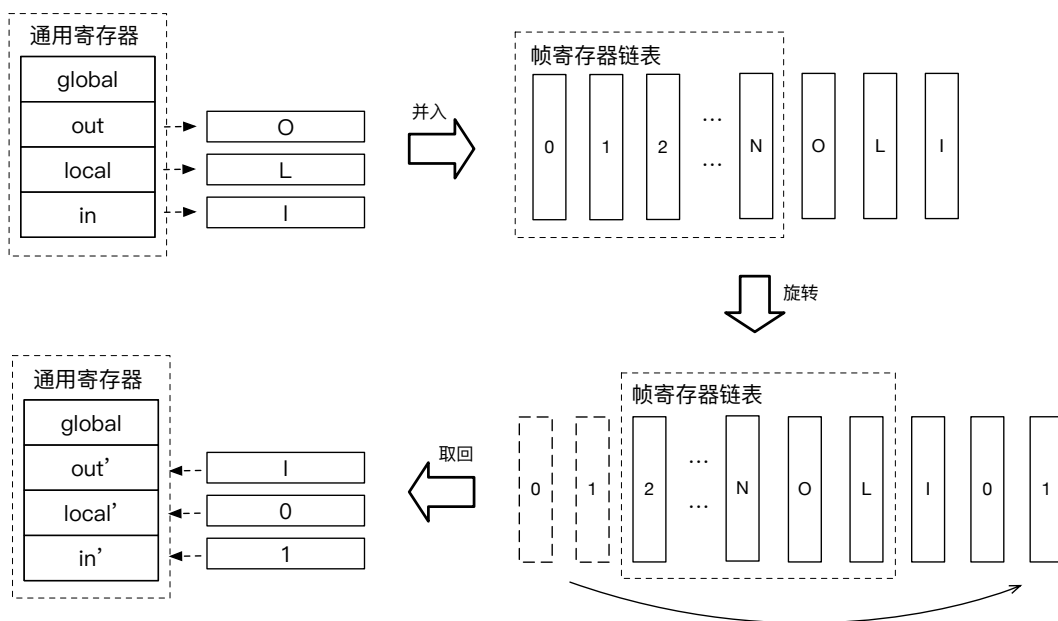 通用寄存器
global
out
local
in
O
L
I
并入
帧寄存器链表
0 1 2 … … N O L I
旋转
通用寄存器
global
out’
local’
in’
I
0
1
取回
帧寄存器链表
0 1 2 … … N O L I 0 1